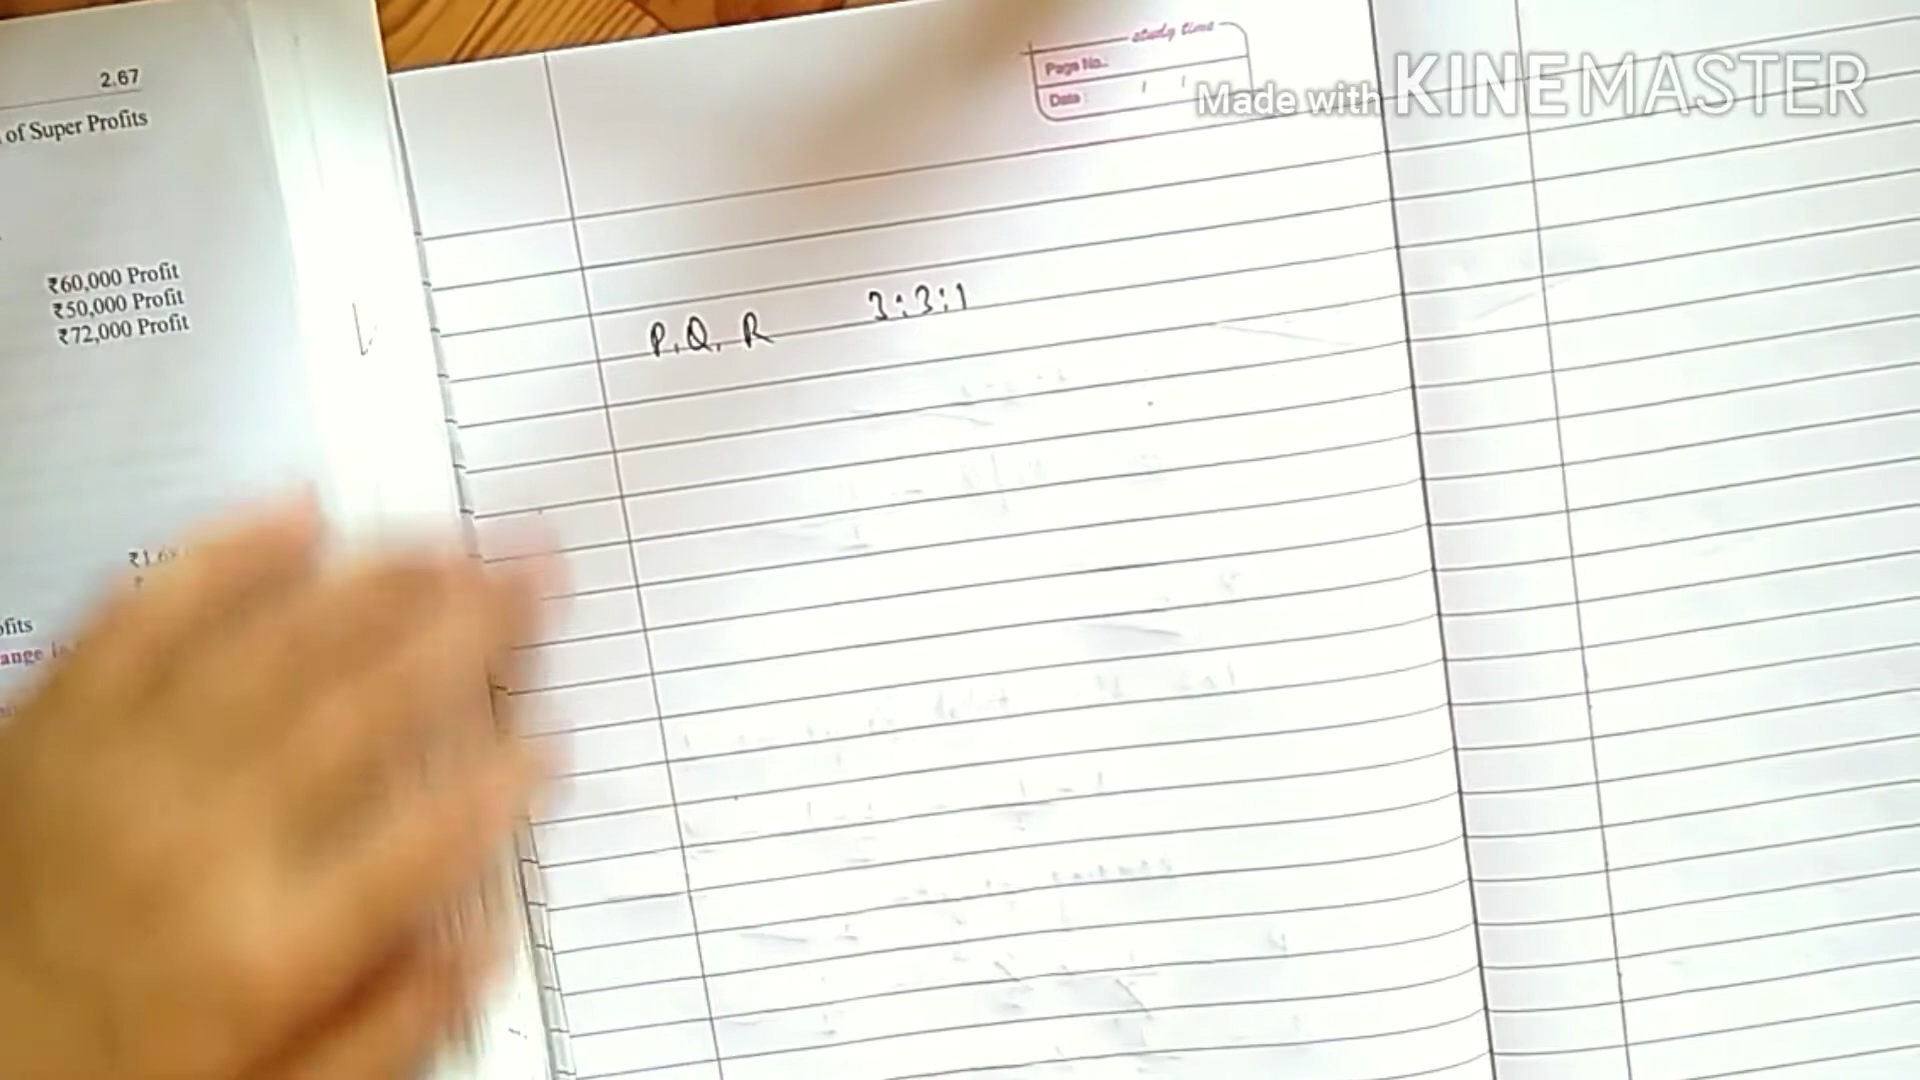 2.67
of Super Profits
₹60,000 Profit
₹50,000 Profit
₹72,000 Profit
ofits
study time
Page No.:
Date :
Made with KINEMASTER
P, Q, R 3:3:1